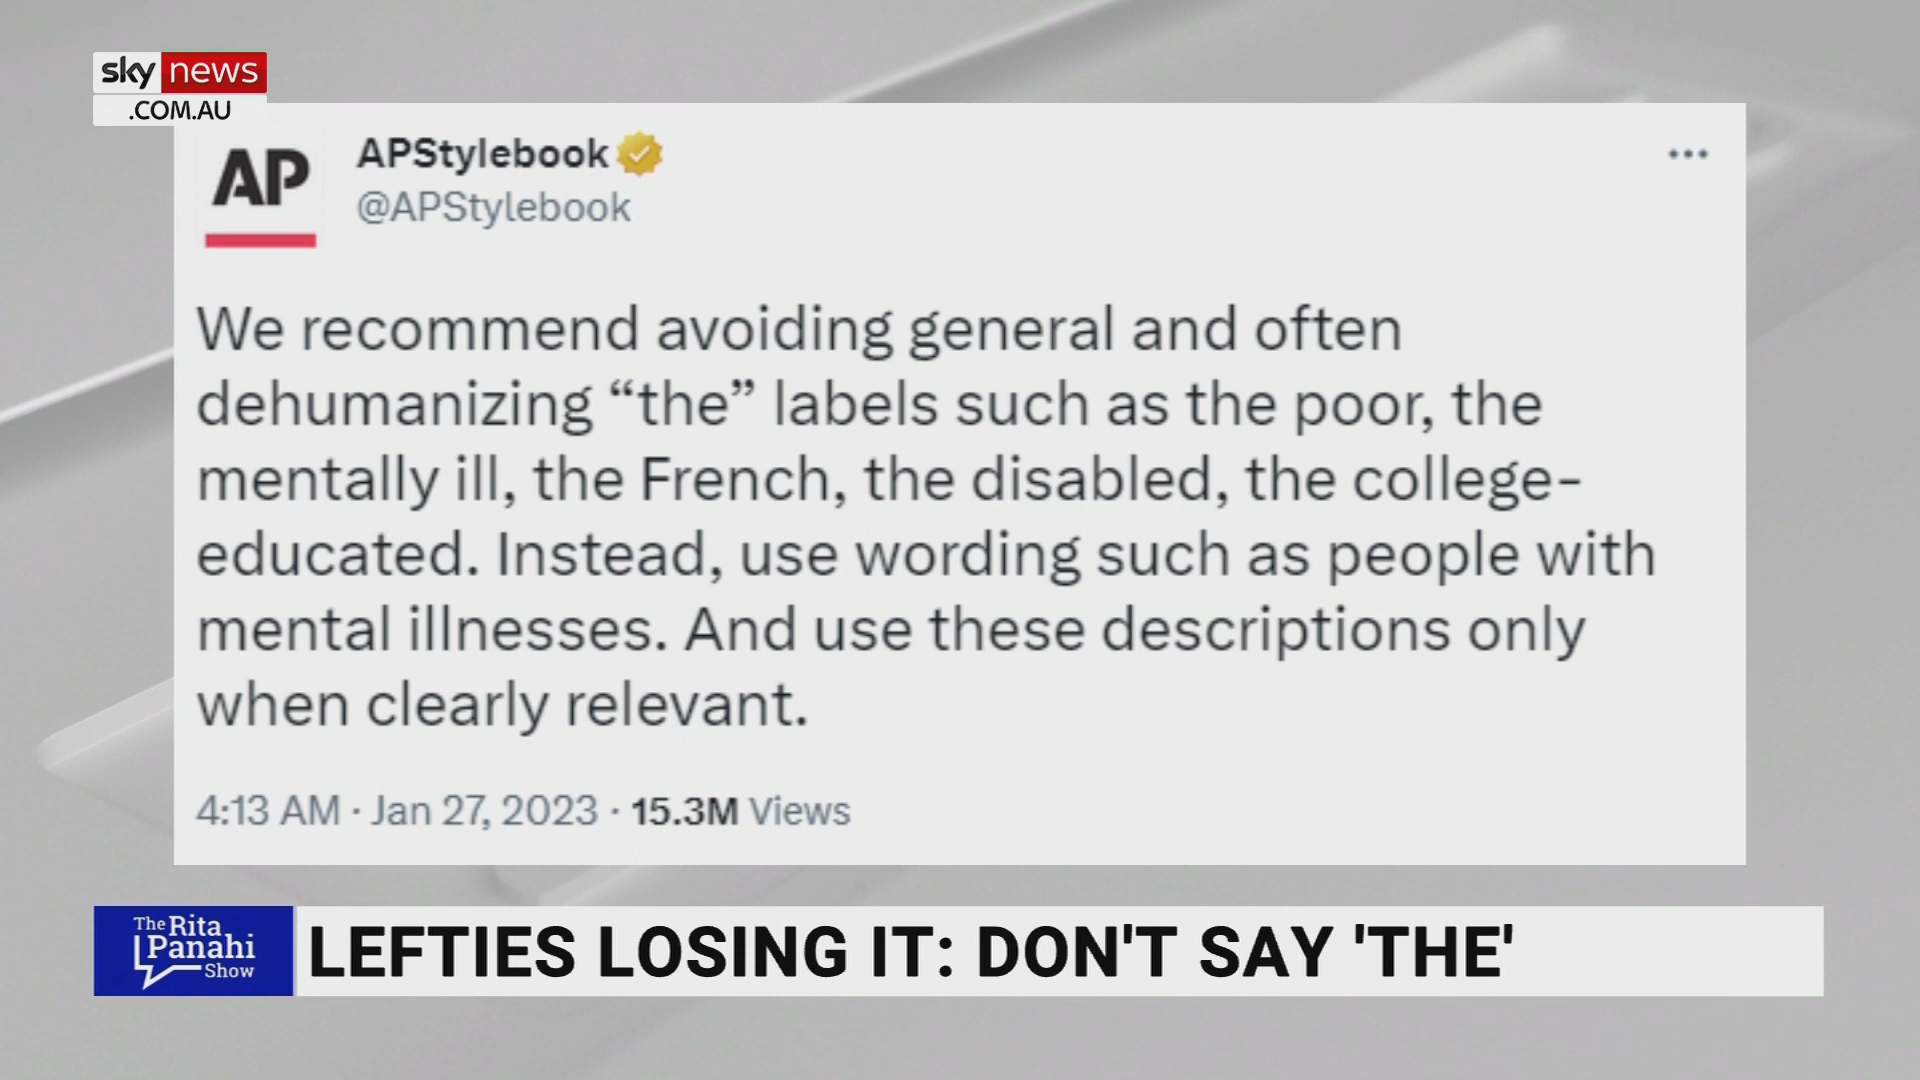 sky news
.COM.AU
AP
APStylebook
@APStylebook
We recommend avoiding general and often
dehumanizing “the” labels such as the poor, the
mentally ill, the French, the disabled, the college-
educated. Instead, use wording such as people with
mental illnesses. And use these descriptions only
when clearly relevant.
4:13 AM · Jan 27, 2023 · 15.3M Views
The Rita
Panahi
Show
LEFTIES LOSING IT: DON'T SAY 'THE'